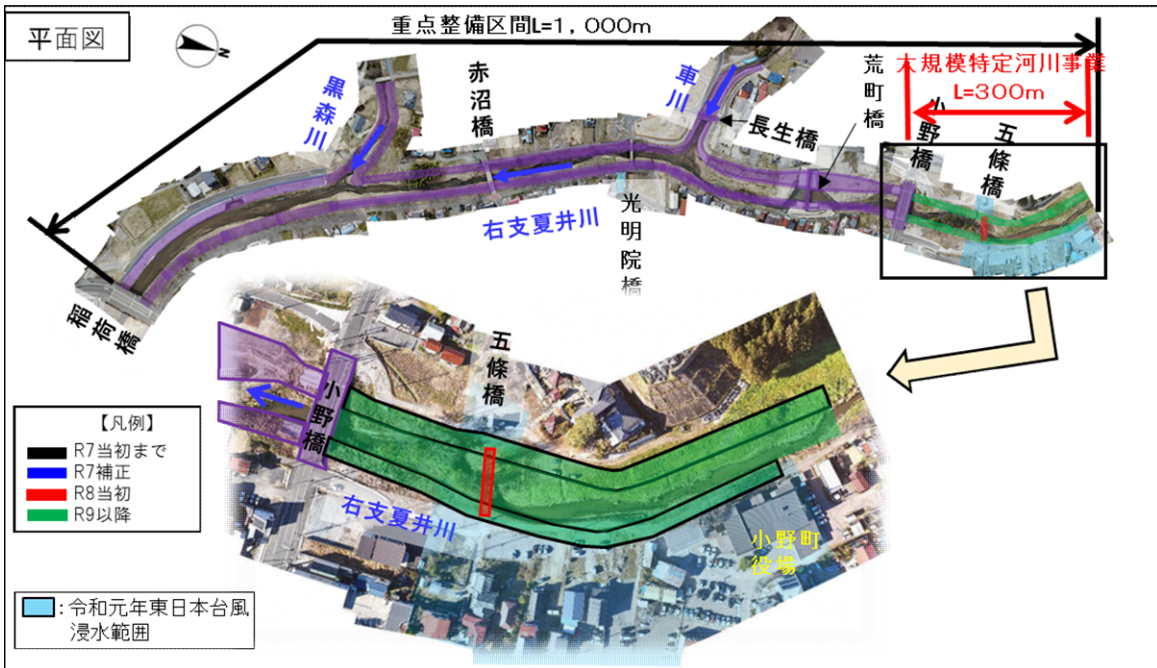 平面図
N
重点整備区間L=1,000m
大規模特定河川事業
L=300m
黒森川
赤沼橋
車川
長生橋
荒町橋
小野橋
五條橋
右支夏井川
光明院橋
稲荷橋
五條橋
小野橋
右支夏井川
小野町
役場
【凡例】
R7当初まで
R7補正
R8当初
R9以降
:令和元年東日本台風
浸水範囲